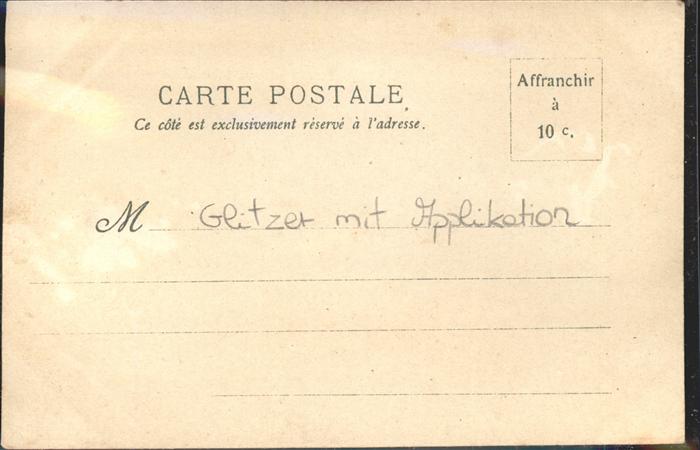 CARTE POSTALE.
Ce côté est exclusivement réservé à l'adresse.
Affranchir
à
10 c.
M Glitzer mit Applikation